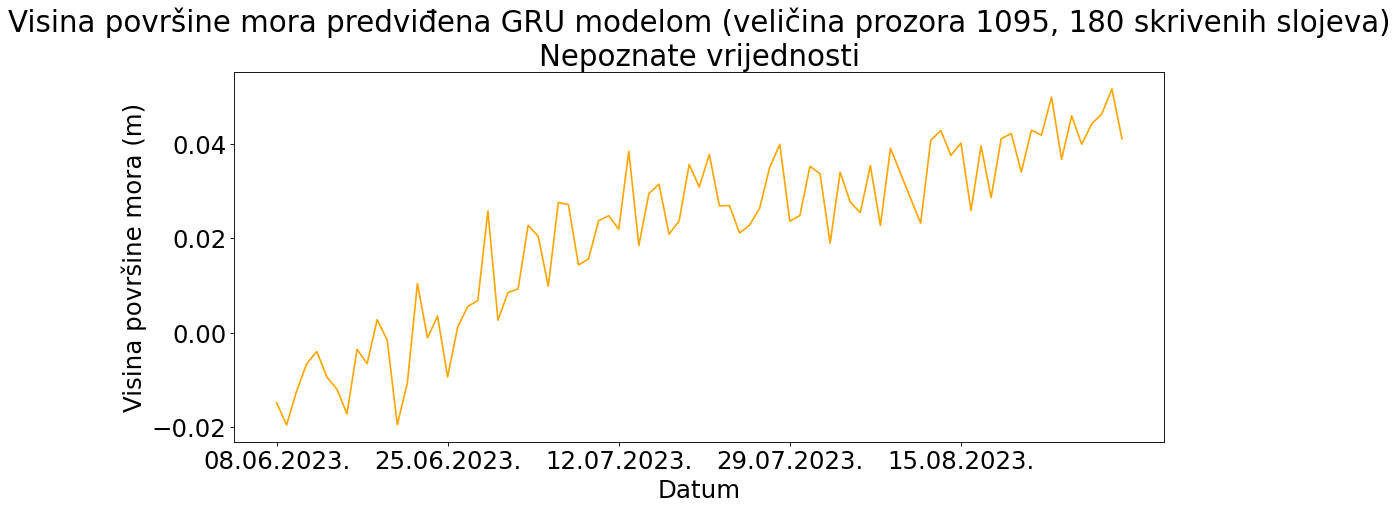 Visina površine mora predviđena GRU modelom (veličina prozora 1095, 180 skrivenih slojeva)
Nepoznate vrijednosti
Visina površine mora (m)
0.04
0.02
0.00
−0.02
08.06.2023. 25.06.2023. 12.07.2023. 29.07.2023. 15.08.2023.
Datum